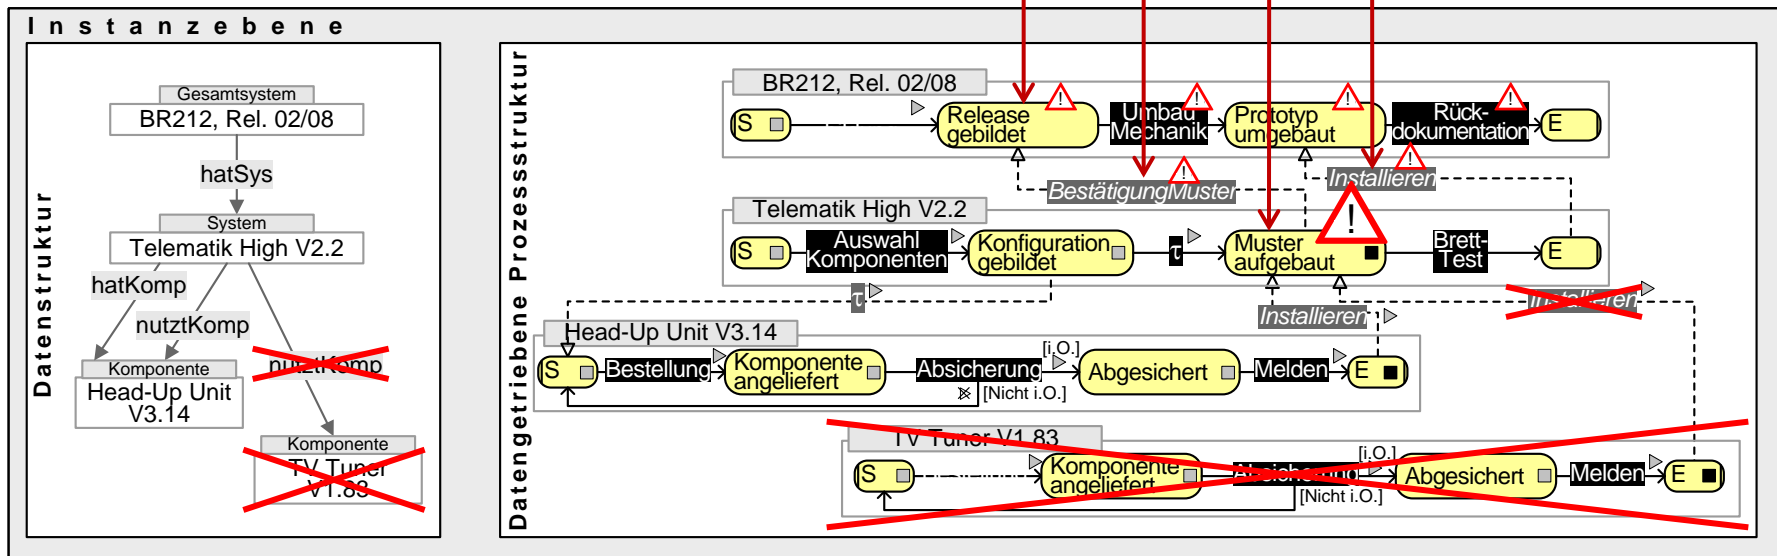 Instanzebene
Datenstruktur
Gesamtsystem
BR212, Rel. 02/08
hatSys
System
Telematik High V2.2
hatKomp
nutztKomp
nutztKomp
Komponente
Head-Up Unit
V3.14
Komponente
TV Tuner
V1.83
Datengetriebene Prozessstruktur
BR212, Rel. 02/08
S
Release
gebildet
!
Umbau
Mechanik
!
Prototyp
umgebaut
!
Rück-
dokumentation
!
E
BestätigungMuster
!
Installieren
!
Telematik High V2.2
S
Auswahl
Komponenten
Konfiguration
gebildet
τ
Muster
aufgebaut
!
Brett-
Test
E
τ
Installieren
Installieren
Head-Up Unit V3.14
S
Bestellung
Komponente
angeliefert
Absicherung
[i.O.]
[Nicht i.O.]
Abgesichert
Melden
E
TV Tuner V1.83
S
Komponente
angeliefert
Absicherung
[i.O.]
[Nicht i.O.]
Abgesichert
Melden
E